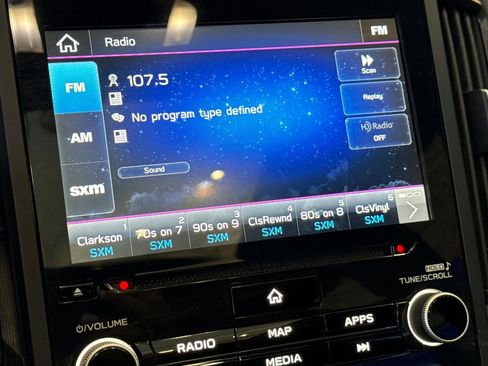 Radio
FM
FM
107.5
Scan
No program type defined
Replay
AM
HD Radio
OFF
sxm
Sound
1 2 3 4 5 6
Clarkson 70s on 7 90s on 9 ClsRewnd 80s on 8 ClsVinyl
SXM SXM SXM SXM SXM SXM
HOLD
TUNE/SCROLL
/VOLUME
RADIO MAP APPS
MEDIA